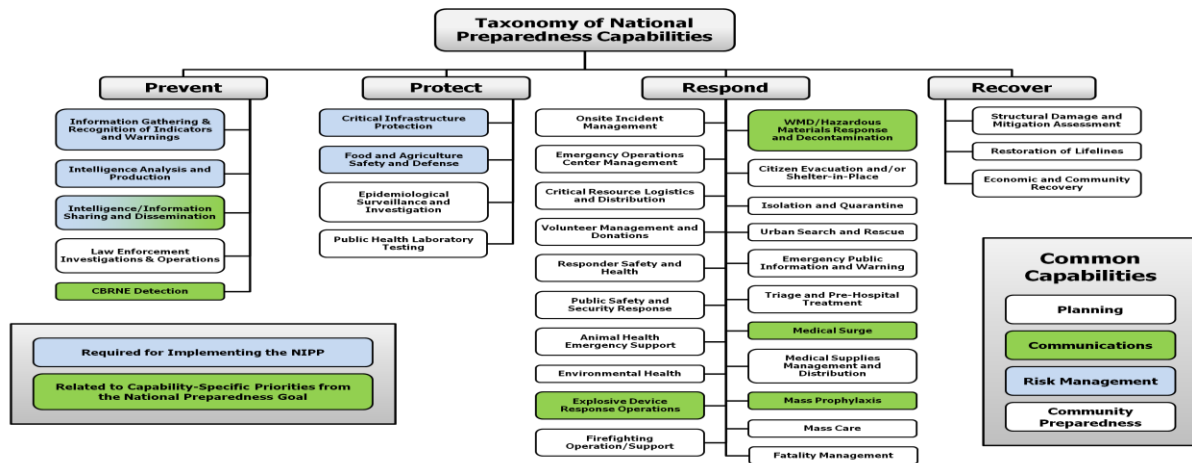 Taxonomy of National
Preparedness Capabilities
Prevent
Information Gathering &
Recognition of Indicators
and Warnings
Intelligence Analysis and
Production
Intelligence/Information
Sharing and Dissemination
Law Enforcement
Investigations & Operations
CBRNE Detection
Protect
Critical Infrastructure
Protection
Food and Agriculture
Safety and Defense
Epidemiological
Surveillance and
Investigation
Public Health Laboratory
Testing
Respond
Onsite Incident
Management
Emergency Operations
Center Management
Critical Resource Logistics
and Distribution
Volunteer Management and
Donations
Responder Safety and
Health
Public Safety and
Security Response
Animal Health
Emergency Support
Environmental Health
Explosive Device
Response Operations
Firefighting
Operation/Support
WMD/Hazardous
Materials Response
and Decontamination
Citizen Evacuation and/or
Shelter-in-Place
Isolation and Quarantine
Urban Search and Rescue
Emergency Public
Information and Warning
Triage and Pre-Hospital
Treatment
Medical Surge
Medical Supplies
Management and
Distribution
Mass Prophylaxis
Mass Care
Fatality Management
Recover
Structural Damage and
Mitigation Assessment
Restoration of Lifelines
Economic and Community
Recovery
Required for Implementing the NIPP
Related to Capability-Specific Priorities from
the National Preparedness Goal
Common
Capabilities
Planning
Communications
Risk Management
Community
Preparedness